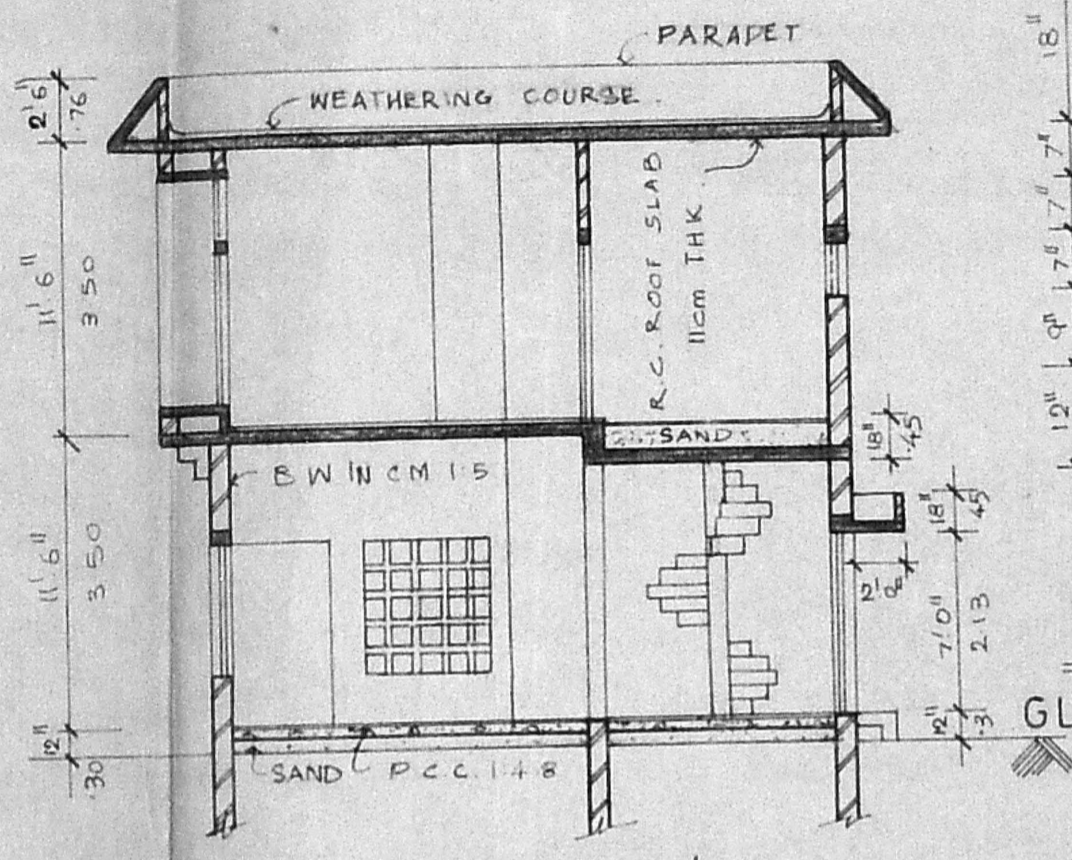 PARAPET
WEATHERING COURSE.
2'6"
.76
11'6"
3 50
R.C. ROOF SLAB
11cm THK.
SAND
18"
.45
B W IN C M 1:5
11'6"
3 50
18"
45
2'0"
7'0"
2 13
12"
.30
12"
.3
SAND
P.C.C. 1:4:8
GL
18"
7"
7"
7"
9"
12"